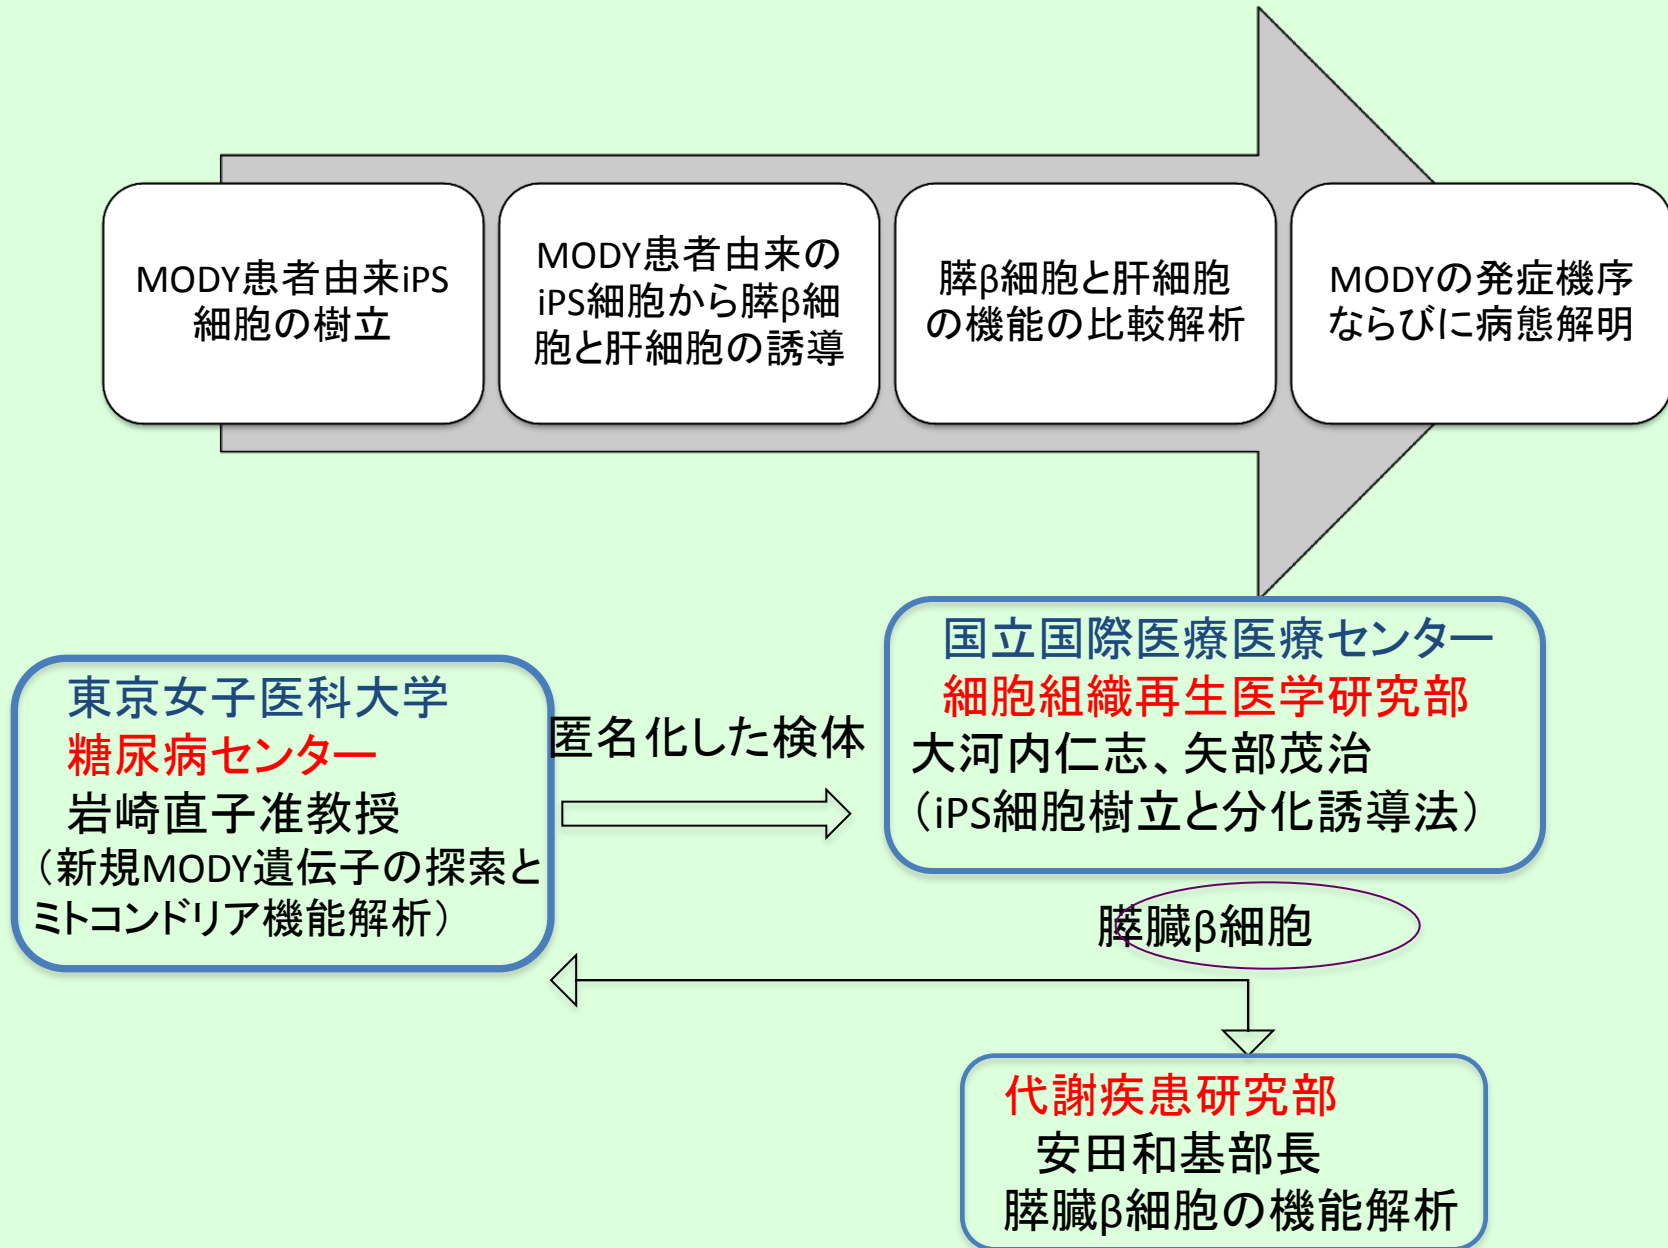 MODY患者由来iPS
細胞の樹立
MODY患者由来の
iPS細胞から膵β細
胞と肝細胞の誘導
膵β細胞と肝細胞
の機能の比較解析
MODYの発症機序
ならびに病態解明
東京女子医科大学
糖尿病センター
岩崎直子准教授
（新規MODY遺伝子の探索と
ミトコンドリア機能解析）
匿名化した検体
国立国際医療医療センター
細胞組織再生医学研究部
大河内仁志、矢部茂治
（iPS細胞樹立と分化誘導法）
膵臓β細胞
代謝疾患研究部
安田和基部長
膵臓β細胞の機能解析